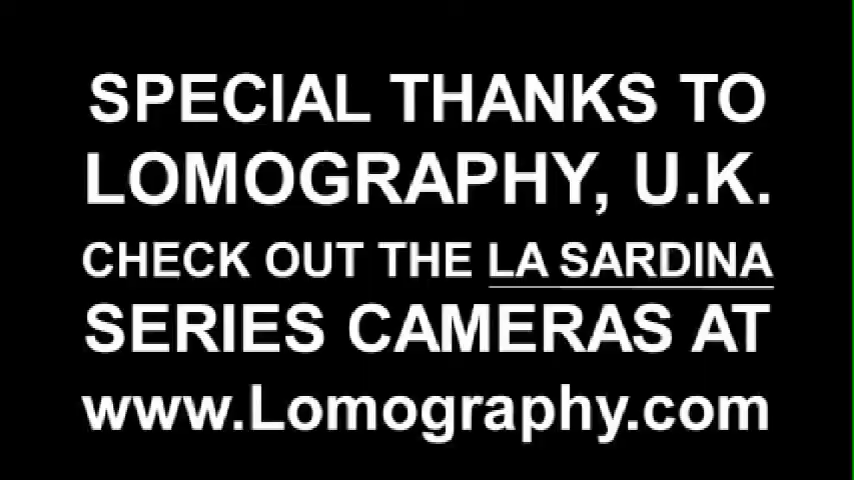 SPECIAL THANKS TO
LOMOGRAPHY, U.K.
CHECK OUT THE LA SARDINA
SERIES CAMERAS AT
www.Lomography.com